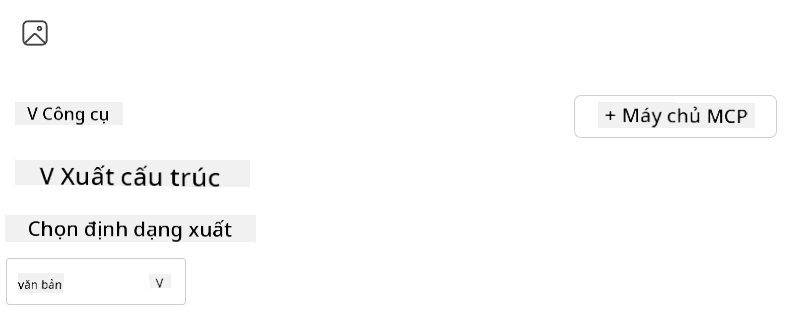 V Công cụ
+ Máy chủ MCP
V Xuất cấu trúc
Chọn định dạng xuất
văn bản V